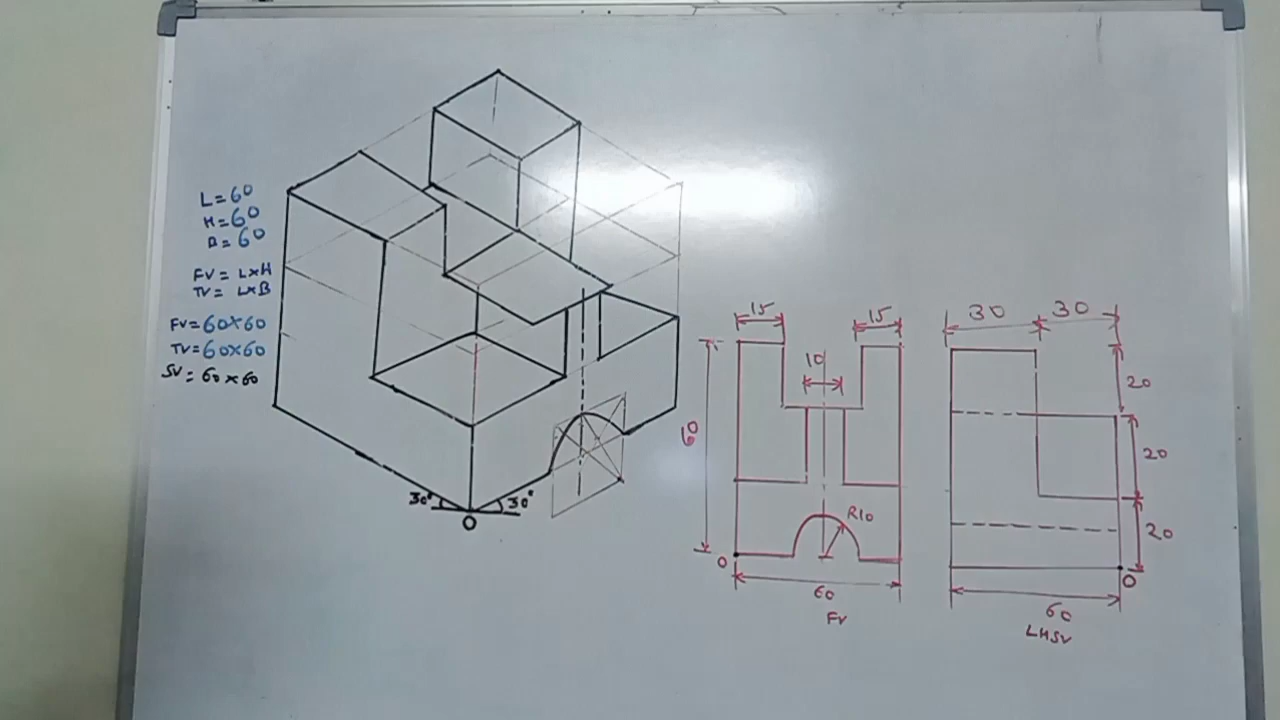 L=60
H=60
B=60
FV = L×H
TV = L×B
FV=60×60
TV=60×60
SV=60×60
30°
30°
O
15
15
10
60
R10
O
60
FV
30
30
20
20
20
O
60
LHSV